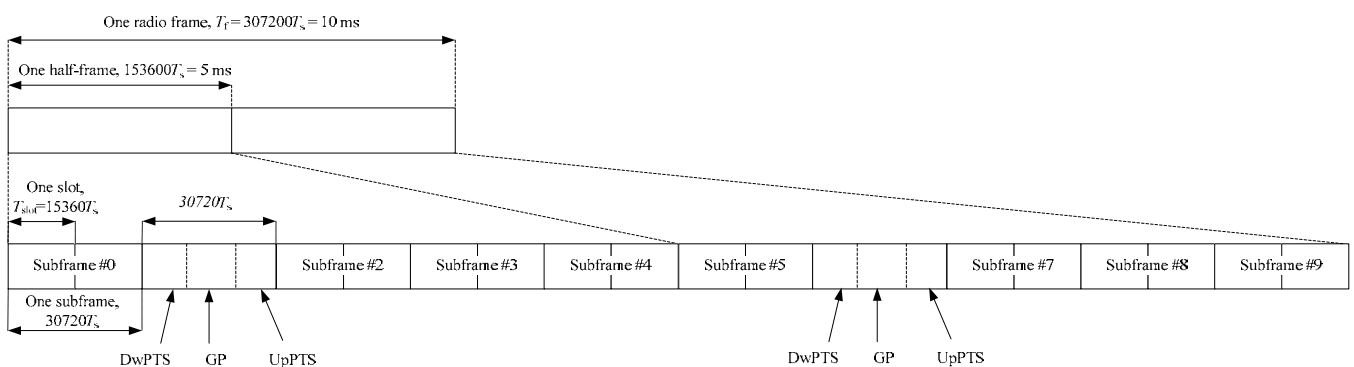 One radio frame, Tf = 307200Ts = 10 ms
One half-frame, 153600Ts = 5 ms
One slot,
Tslot=15360Ts
30720Ts
Subframe #0
Subframe #2
Subframe #3
Subframe #4
Subframe #5
Subframe #7
Subframe #8
Subframe #9
One subframe,
30720Ts
DwPTS
GP
UpPTS
DwPTS
GP
UpPTS